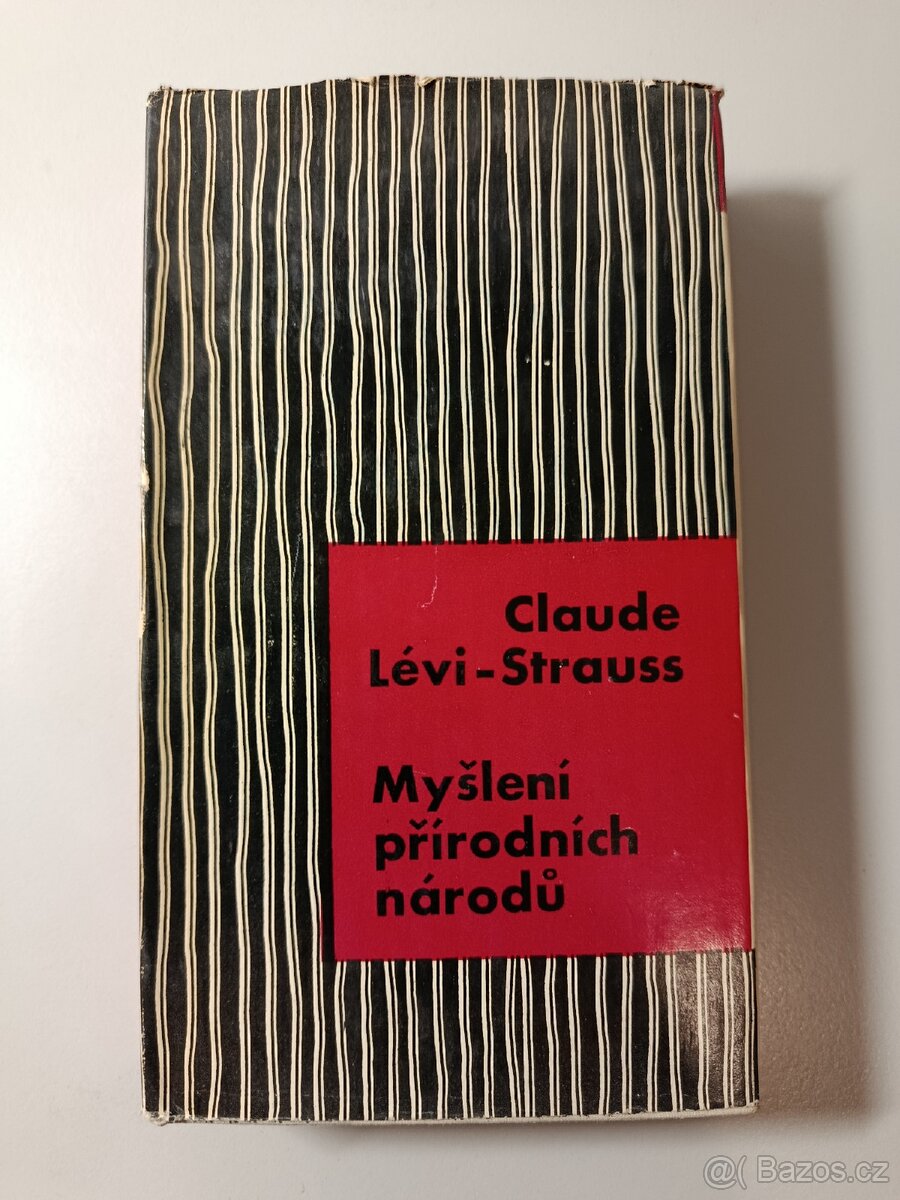 Claude
Lévi-Strauss
Myšlení
přírodních
národů
@( Bazos.cz